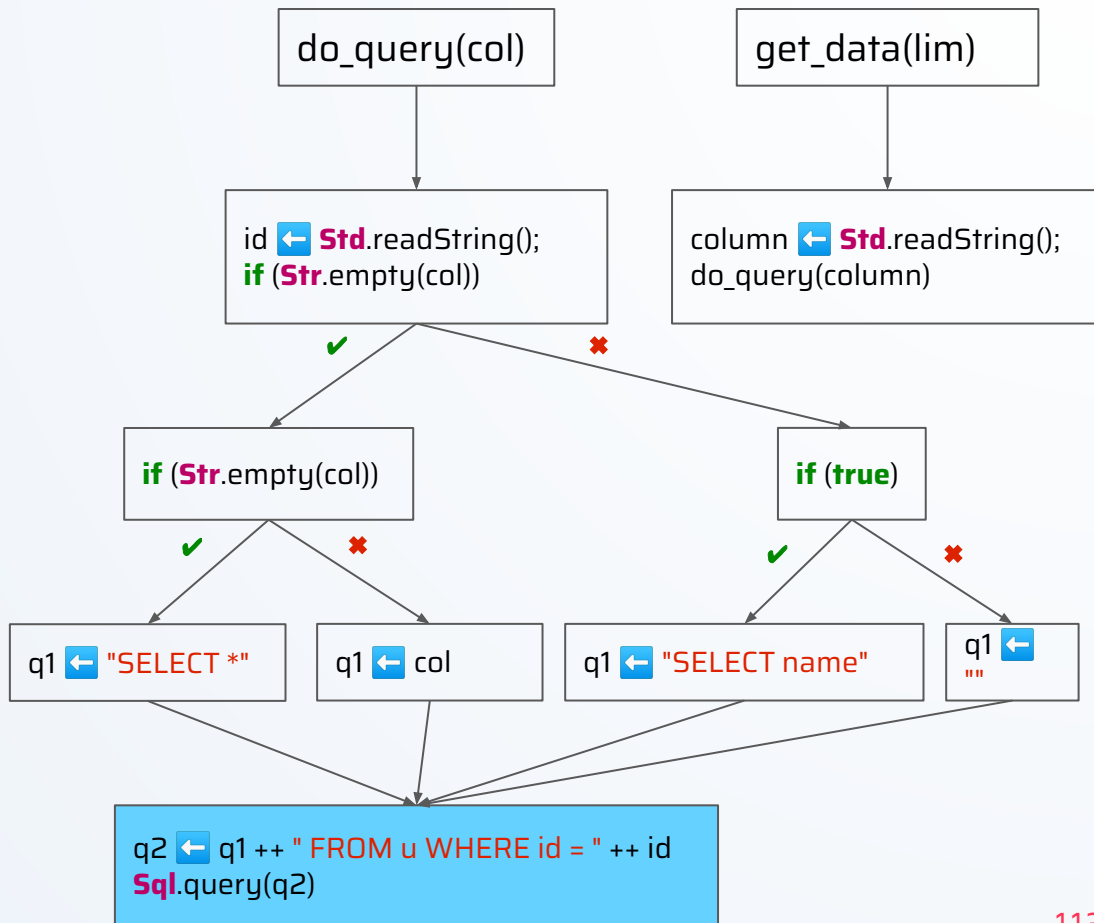 do_query(col)
get_data(lim)
id ⬅️ Std.readString();
if (Str.empty(col))
column ⬅️ Std.readString();
do_query(column)
✔
✖
if (Str.empty(col))
if (true)
✔
✖
✔
✖
q1 ⬅️ "SELECT *"
q1 ⬅️ col
q1 ⬅️ "SELECT name"
q1 ⬅️
""
q2 ⬅️ q1 ++ " FROM u WHERE id = " ++ id
Sql.query(q2)